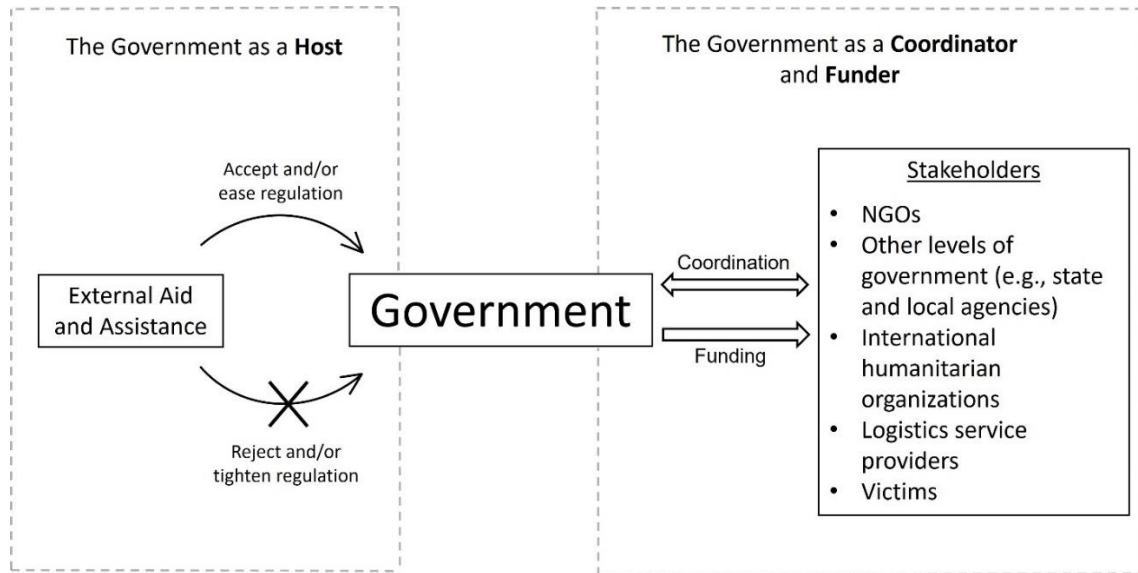 The Government as a Host
Accept and/or
ease regulation
External Aid
and Assistance
Reject and/or
tighten regulation
Government
The Government as a Coordinator
and Funder
Coordination
Funding
Stakeholders
• NGOs
• Other levels of
government (e.g., state
and local agencies)
• International
humanitarian
organizations
• Logistics service
providers
• Victims